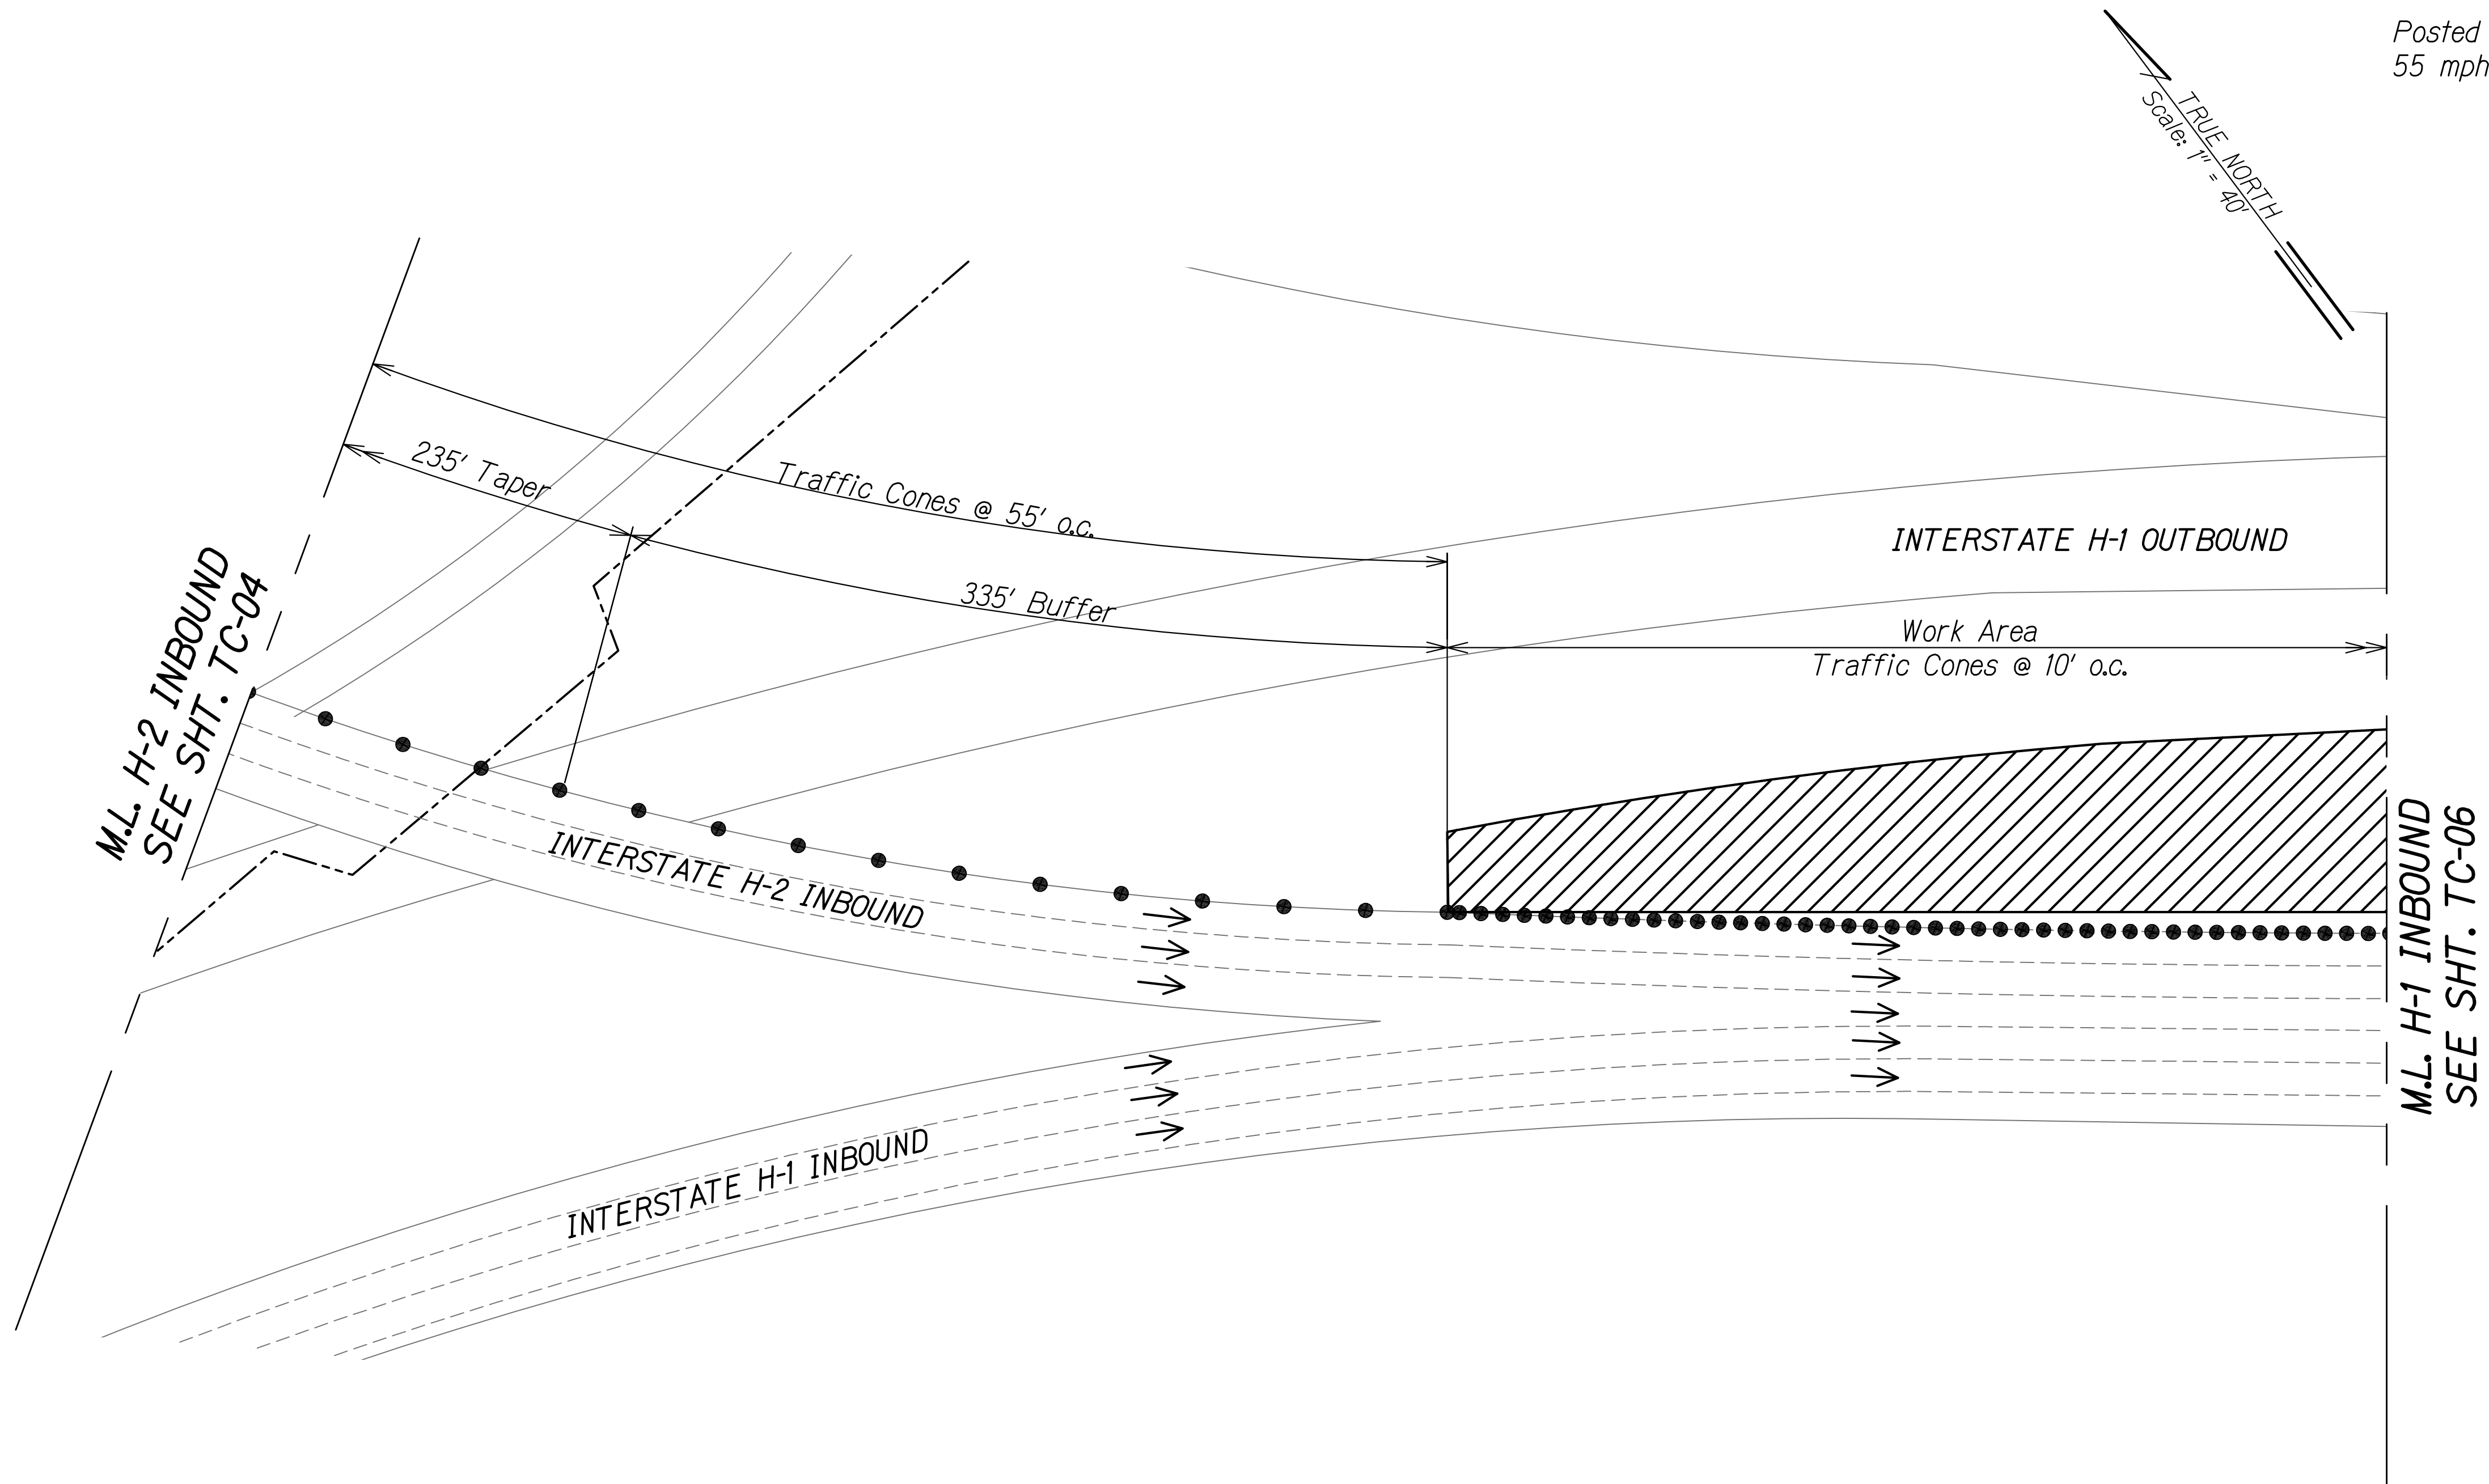 Posted
55 mph
TRUE NORTH
Scale: 1" = 40'
235' Taper
Traffic Cones @ 55' o.c.
335' Buffer
INTERSTATE H-1 OUTBOUND
Work Area
Traffic Cones @ 10' o.c.
M.L. H-2 INBOUND
SEE SHT. TC-04
INTERSTATE H-2 INBOUND
INTERSTATE H-1 INBOUND
M.L. H-1 INBOUND
SEE SHT. TC-06